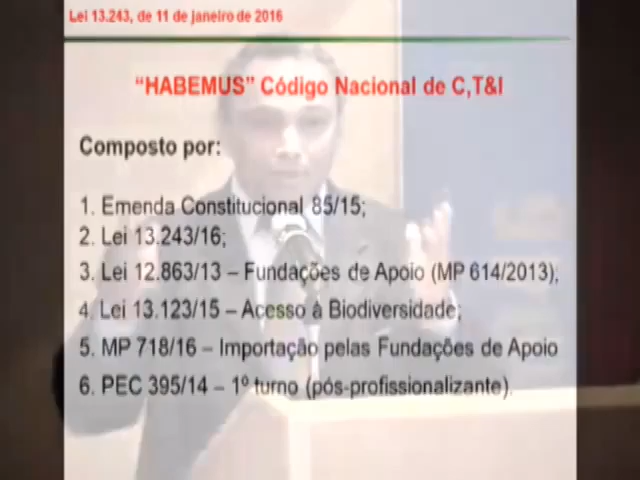 Lei 13.243, de 11 de janeiro de 2016
“HABEMUS” Código Nacional de C,T&I
Composto por:
1. Emenda Constitucional 85/15;
2. Lei 13.243/16;
3. Lei 12.863/13 – Fundações de Apoio (MP 614/2013);
4. Lei 13.123/15 – Acesso à Biodiversidade;
5. MP 718/16 – Importação pelas Fundações de Apoio
6. PEC 395/14 – 1º turno (pós-profissionalizante).